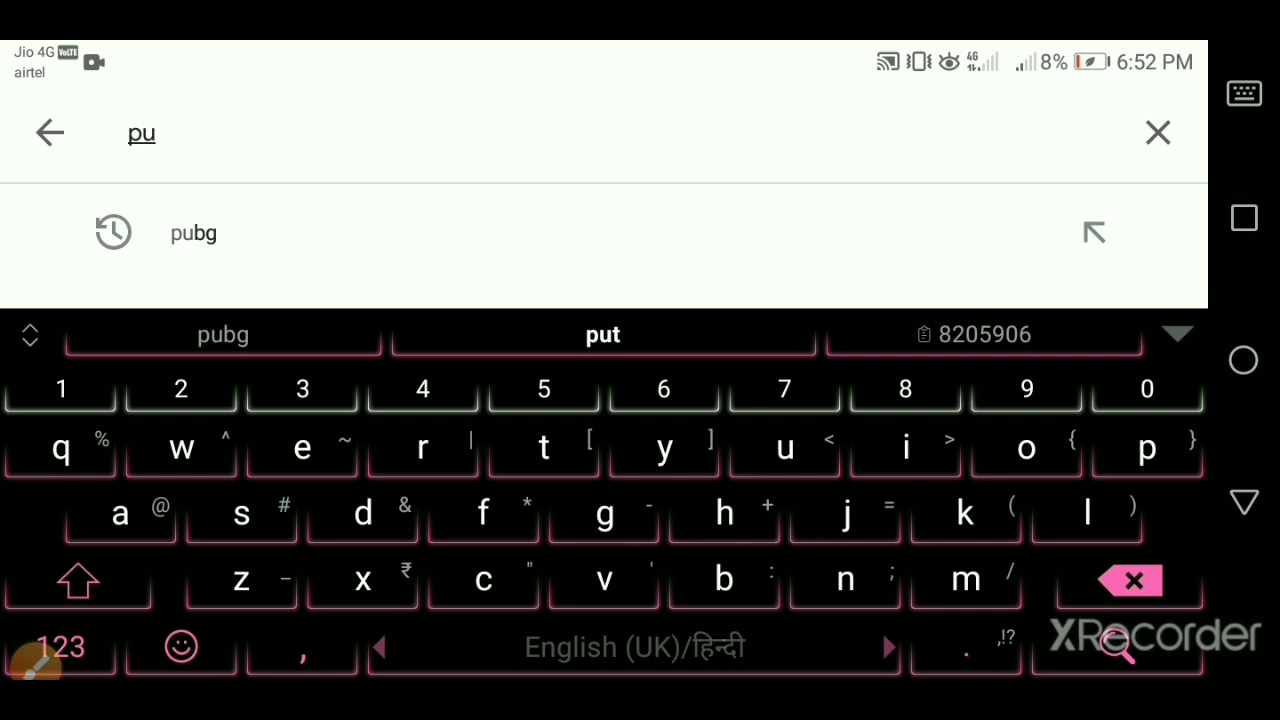 Jio 4G VoLTE
airtel
4G 8% 6:52 PM
pu
pubg
pubg put 8205906
1 2 3 4 5 6 7 8 9 0
q % w ^ e ~ r | t [ y ] u < i > o { p }
a @ s # d & f * g - h + j = k ( l )
z _ x ₹ c " v ' b : n ; m /
123 , English (UK)/हिन्दी . ,!?
XRecorder